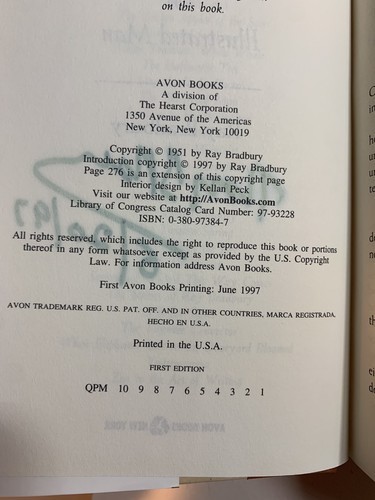 on this book.
AVON BOOKS
A division of
The Hearst Corporation
1350 Avenue of the Americas
New York, New York 10019
Copyright © 1951 by Ray Bradbury
Introduction copyright © 1997 by Ray Bradbury
Page 276 is an extension of this copyright page
Interior design by Kellan Peck
Visit our website at http://AvonBooks.com
Library of Congress Catalog Card Number: 97-93228
ISBN: 0-380-97384-7
All rights reserved, which includes the right to reproduce this book or portions
thereof in any form whatsoever except as provided by the U.S. Copyright
Law. For information address Avon Books.
First Avon Books Printing: June 1997
AVON TRADEMARK REG. U.S. PAT. OFF. AND IN OTHER COUNTRIES, MARCA REGISTRADA,
HECHO EN U.S.A.
Printed in the U.S.A.
FIRST EDITION
QPM 10 9 8 7 6 5 4 3 2 1